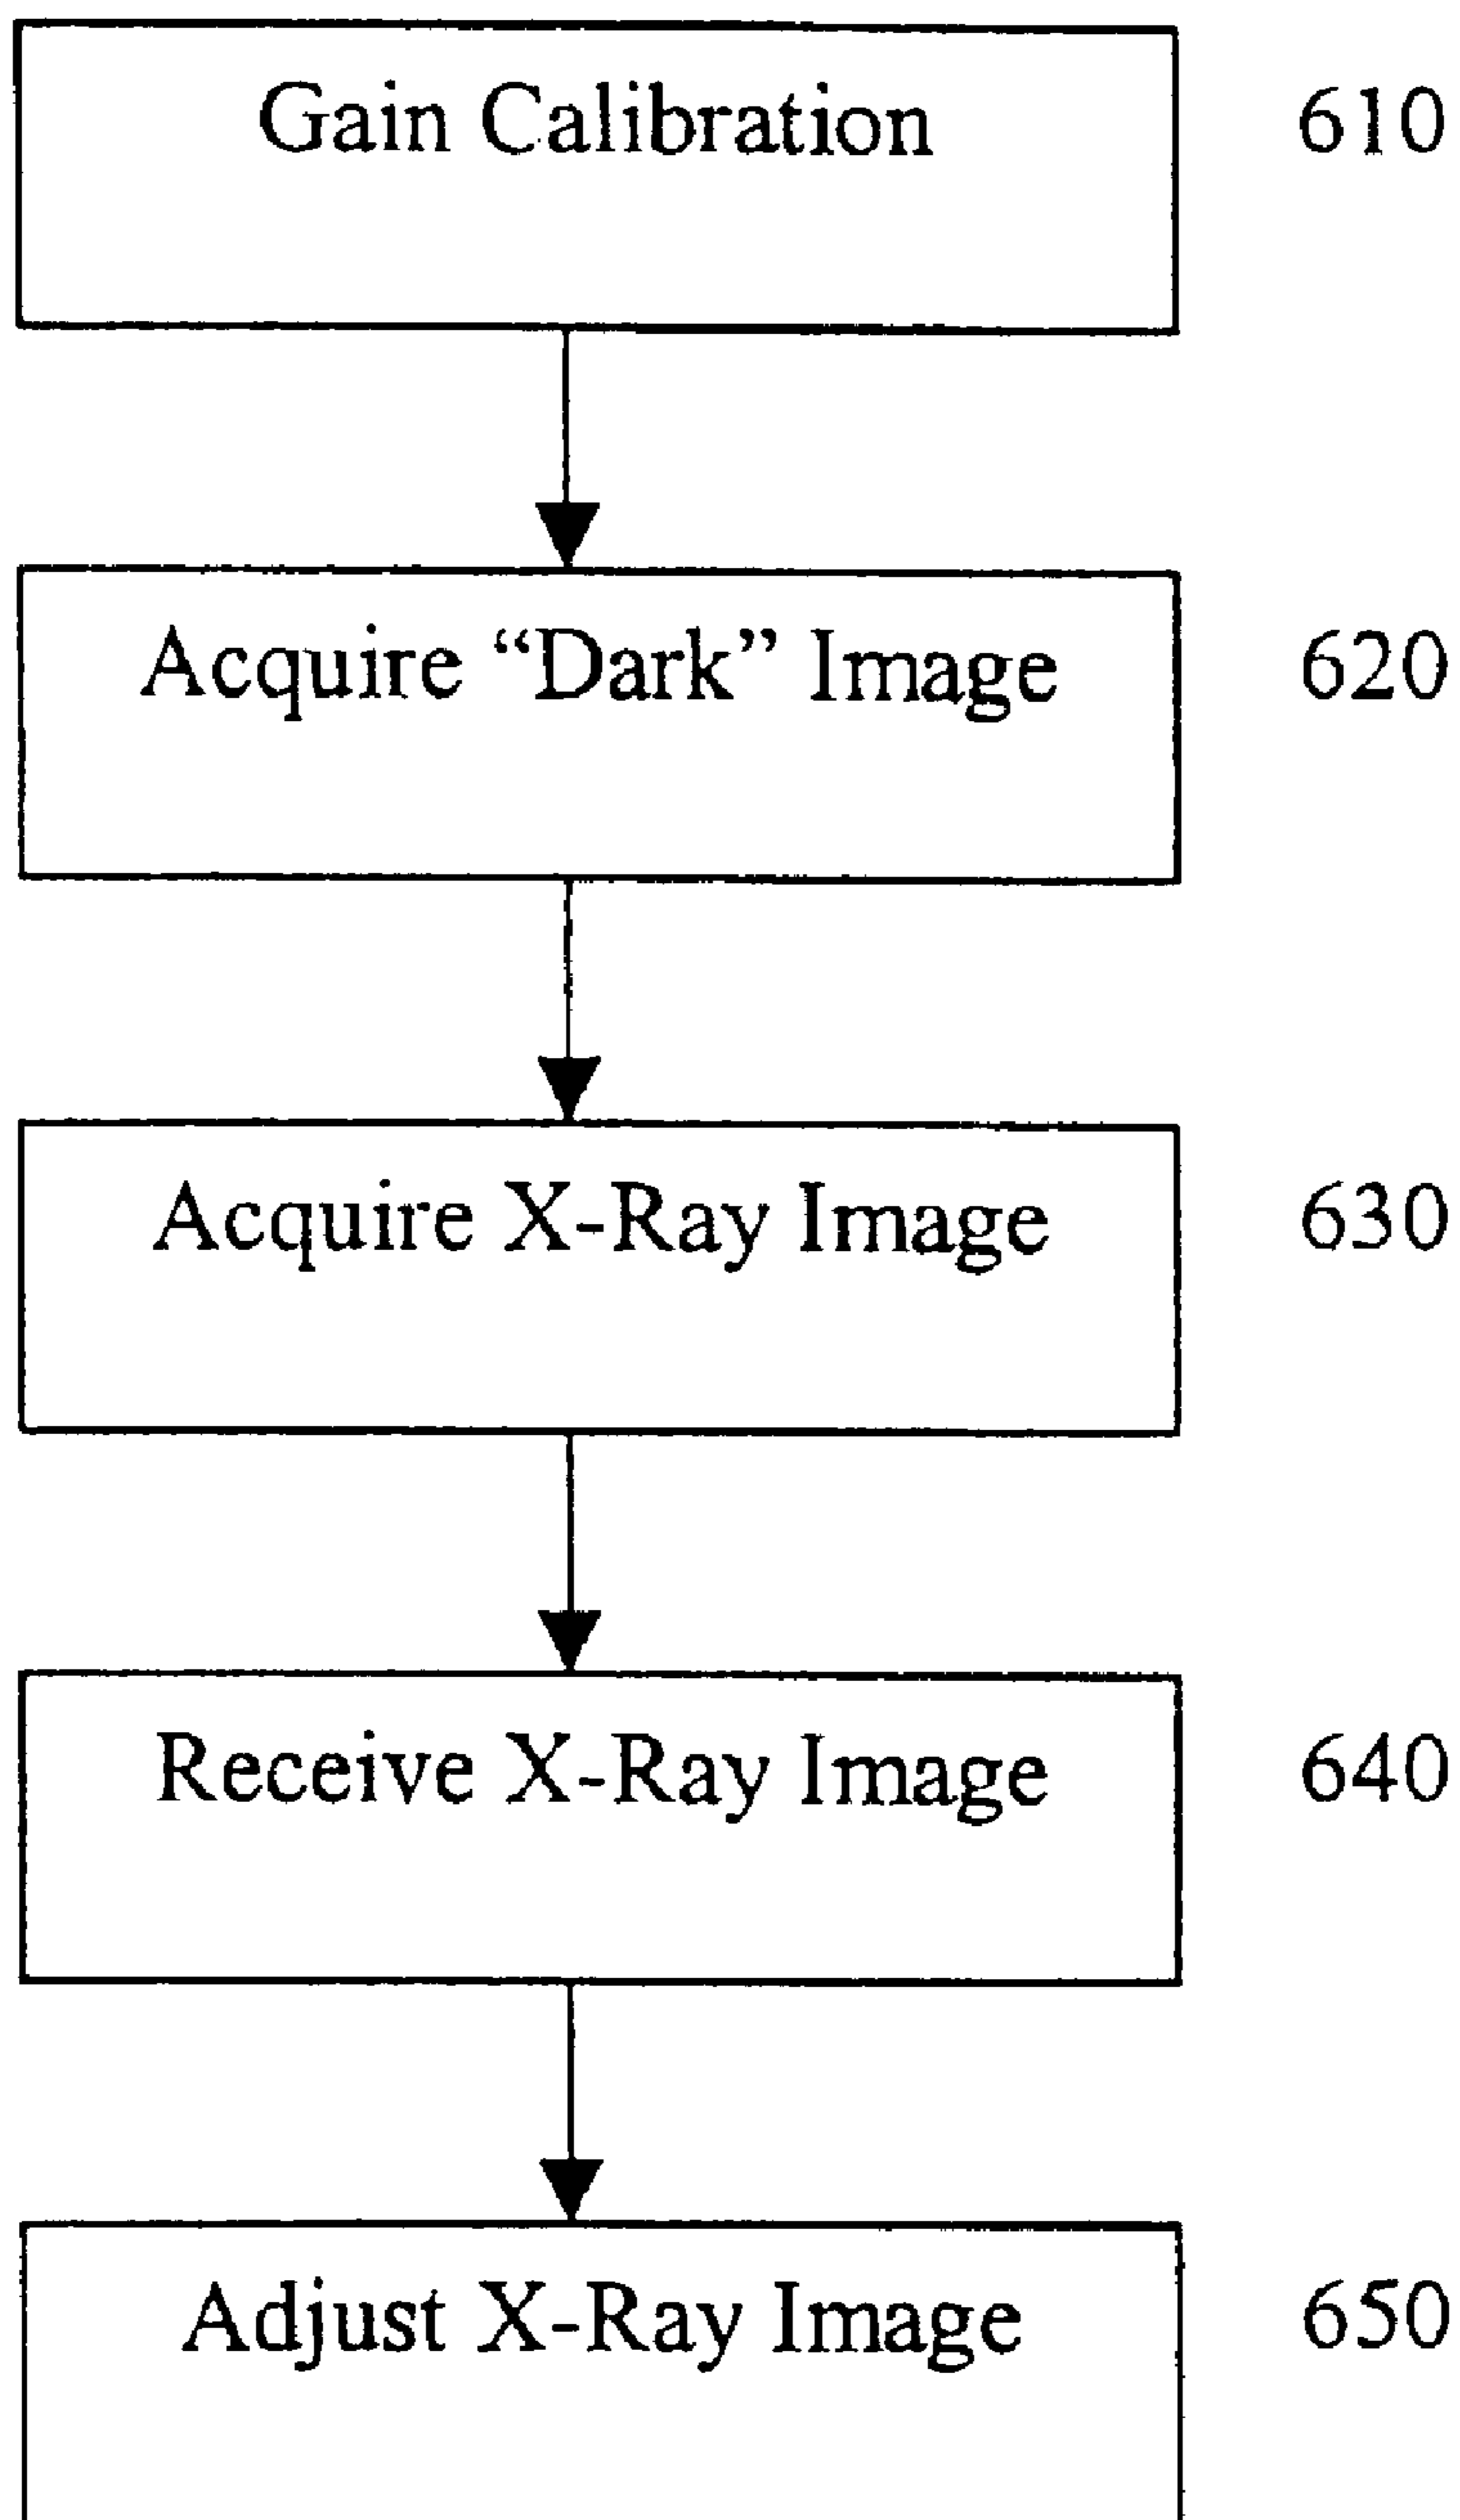 Gain Calibration 610
Acquire “Dark” Image 620
Acquire X-Ray Image 630
Receive X-Ray Image 640
Adjust X-Ray Image 650